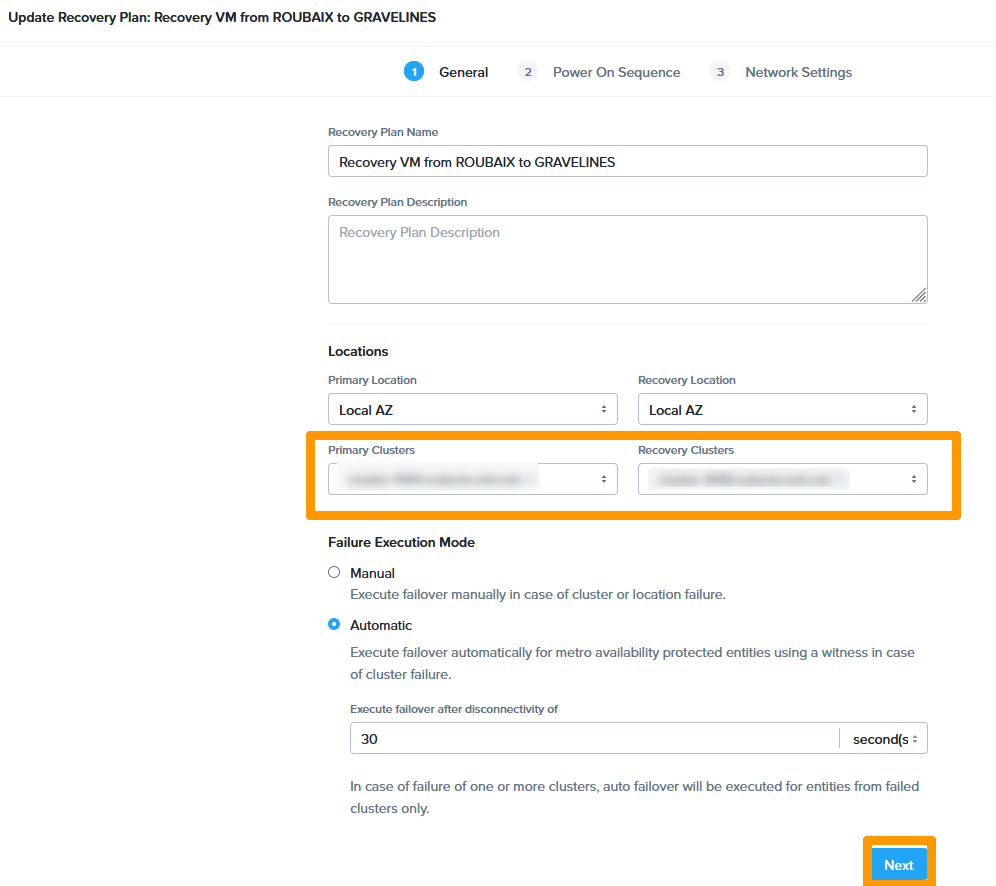 Update Recovery Plan: Recovery VM from ROUBAIX to GRAVELINES
1 General 2 Power On Sequence 3 Network Settings
Recovery Plan Name
Recovery VM from ROUBAIX to GRAVELINES
Recovery Plan Description
Recovery Plan Description
Locations
Primary Location Recovery Location
Local AZ Local AZ
Primary Clusters Recovery Clusters
Failure Execution Mode
Manual
Execute failover manually in case of cluster or location failure.
Automatic
Execute failover automatically for metro availability protected entities using a witness in case
of cluster failure.
Execute failover after disconnectivity of
30 second(s
In case of failure of one or more clusters, auto failover will be executed for entities from failed
clusters only.
Next